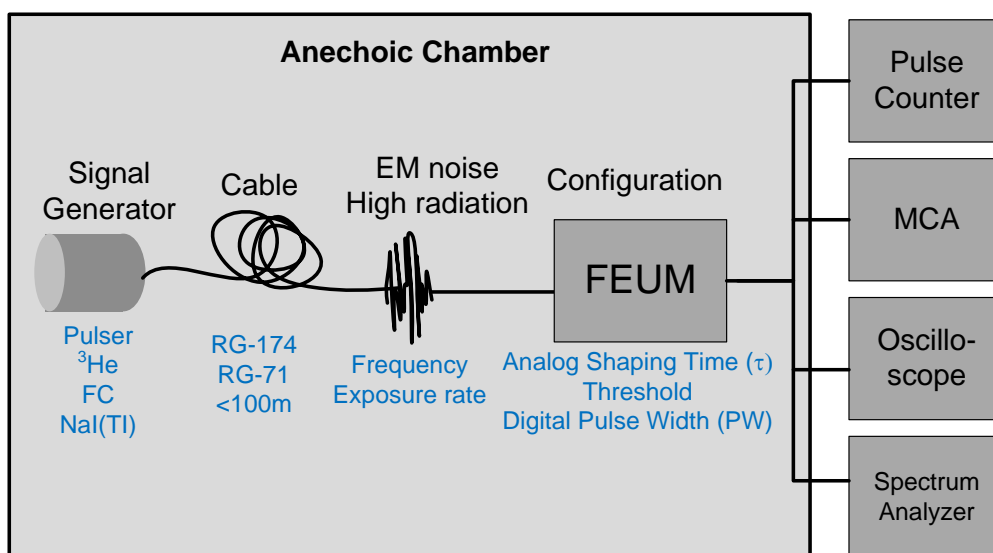 Anechoic Chamber
Signal
Generator
Cable
EM noise
High radiation
Configuration
FEUM
Pulser
³He
FC
NaI(Tl)
RG-174
RG-71
<100m
Frequency
Exposure rate
Analog Shaping Time (τ)
Threshold
Digital Pulse Width (PW)
Pulse
Counter
MCA
Oscillo-
scope
Spectrum
Analyzer